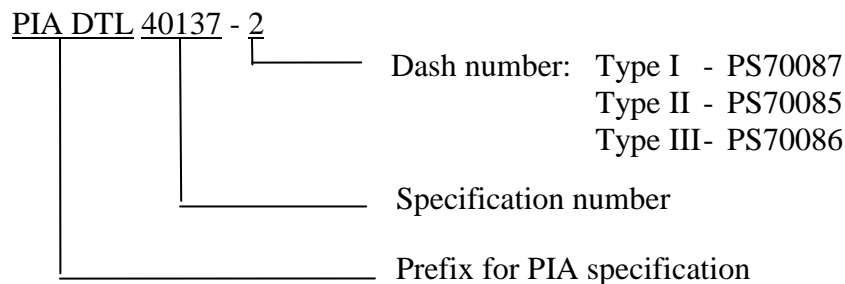 PIA DTL 40137 - 2
Dash number: Type I - PS70087
Type II - PS70085
Type III- PS70086
Specification number
Prefix for PIA specification